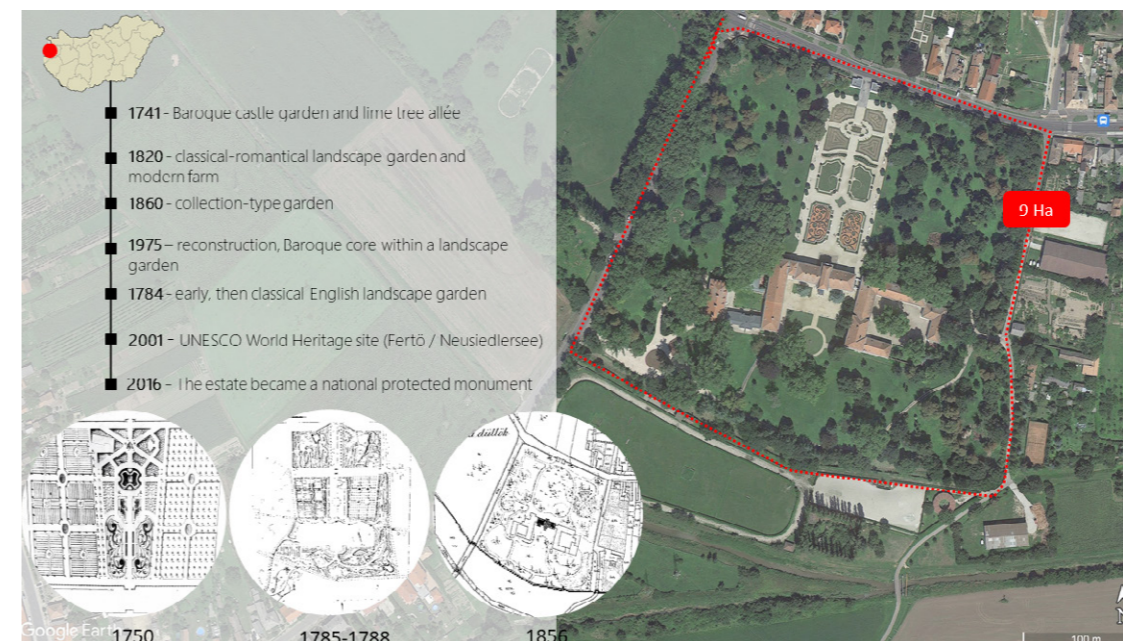 1741 - Baroque castle garden and lime tree allée
1820 - classical-romantical landscape garden and
modern farm
1860 - collection-type garden
1975 – reconstruction, Baroque core within a landscape
garden
1784 - early, then classical English landscape garden
2001 - UNESCO World Heritage site (Fertö / Neusiedlersee)
2016 - The estate became a national protected monument
9 Ha
Google Earth
1750
1785-1788
1856
100 m